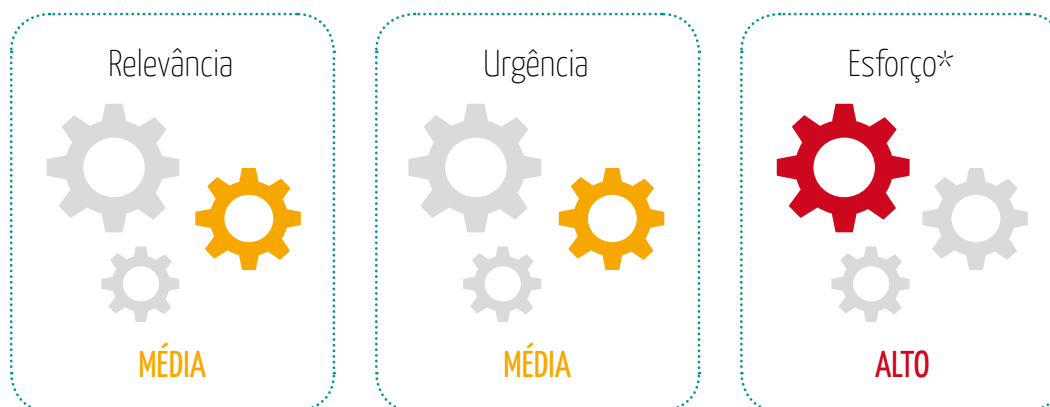 Relevância
Urgência
Esforço*
MÉDIA
MÉDIA
ALTO